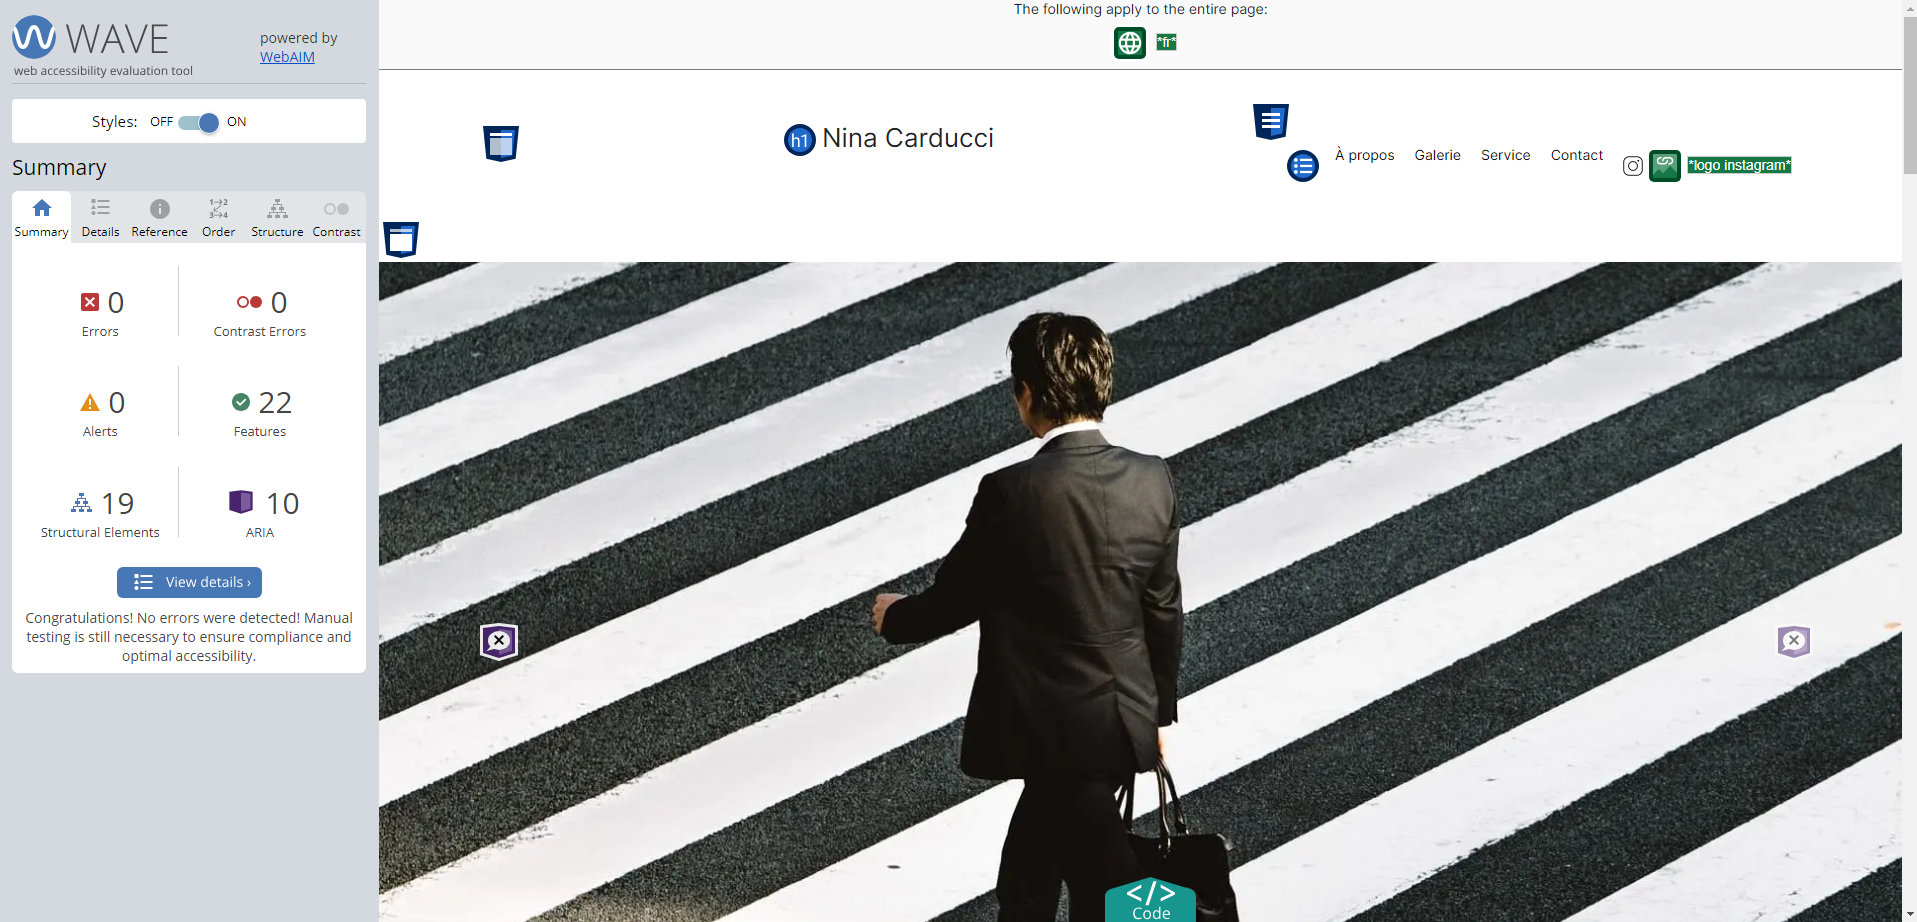 WAVE
powered by
WebAIM
web accessibility evaluation tool
Styles: OFF ON
Summary
Summary Details Reference Order Structure Contrast
0
Errors
0
Contrast Errors
0
Alerts
22
Features
19
Structural Elements
10
ARIA
View details ›
Congratulations! No errors were detected! Manual
testing is still necessary to ensure compliance and
optimal accessibility.
The following apply to the entire page:
*fr*
h1 Nina Carducci
À propos Galerie Service Contact *logo instagram*
</>
Code